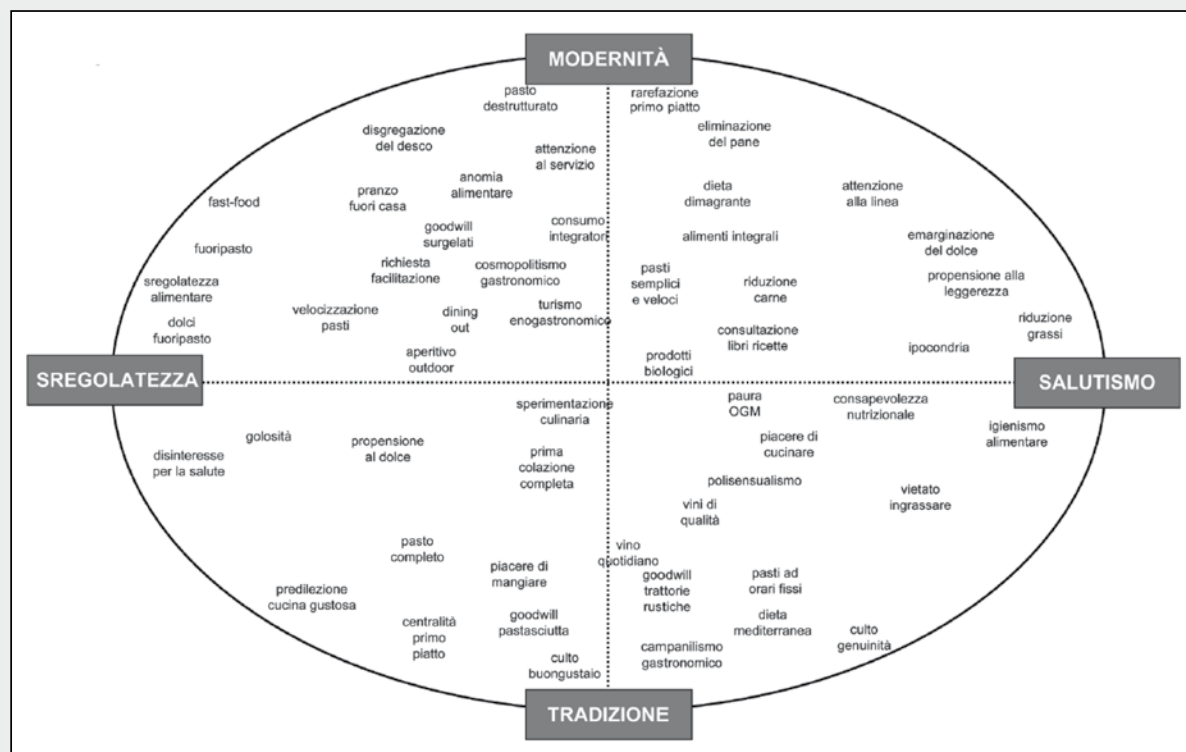 MODERNITÀ
pasto
destrutturato
rarefazione
primo piatto
disgregazione
del desco
eliminazione
del pane
attenzione
al servizio
anomia
alimentare
fast-food
pranzo
fuori casa
dieta
dimagrante
attenzione
alla linea
goodwill
surgelati
consumo
integratori
alimenti integrali
emarginazione
del dolce
fuoripasto
richiesta
facilitazione
cosmopolitismo
gastronomico
pasti
semplici
e veloci
riduzione
carne
propensione alla
leggerezza
sregolatezza
alimentare
velocizzazione
pasti
dining
out
turismo
enogastronomico
consultazione
libri ricette
riduzione
grassi
dolci
fuoripasto
aperitivo
outdoor
prodotti
biologici
ipocondria
SREGOLATEZZA
SALUTISMO
sperimentazione
culinaria
paura
OGM
consapevolezza
nutrizionale
igienismo
alimentare
golosità
propensione
al dolce
piacere di
cucinare
disinteresse
per la salute
prima
colazione
completa
polisensualismo
vietato
ingrassare
vini di
qualità
pasto
completo
vino
quotidiano
piacere di
mangiare
goodwill
trattorie
rustiche
pasti ad
orari fissi
predilezione
cucina gustosa
centralità
primo
piatto
goodwill
pastasciutta
dieta
mediterranea
culto
genuinità
campanilismo
gastronomico
culto
buongustaio
TRADIZIONE